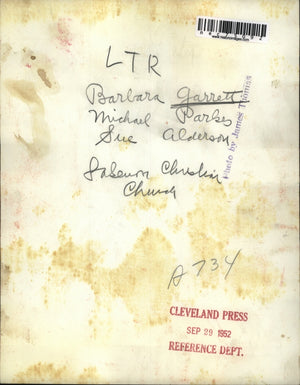 LTR
Barbara Garrett
Michael Parks
Sue Alderson
Christian
Church
Photo by James Thomas
A734
CLEVELAND PRESS
SEP 29 1952
REFERENCE DEPT.